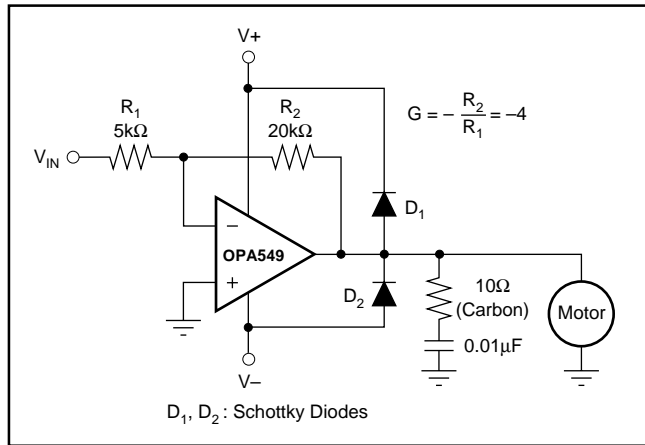 V+
R1
5kΩ
R2
20kΩ
G = – R2/R1 = –4
VIN
–
OPA549
+
D1
D2
10Ω
(Carbon)
0.01µF
Motor
V–
D1, D2 : Schottky Diodes